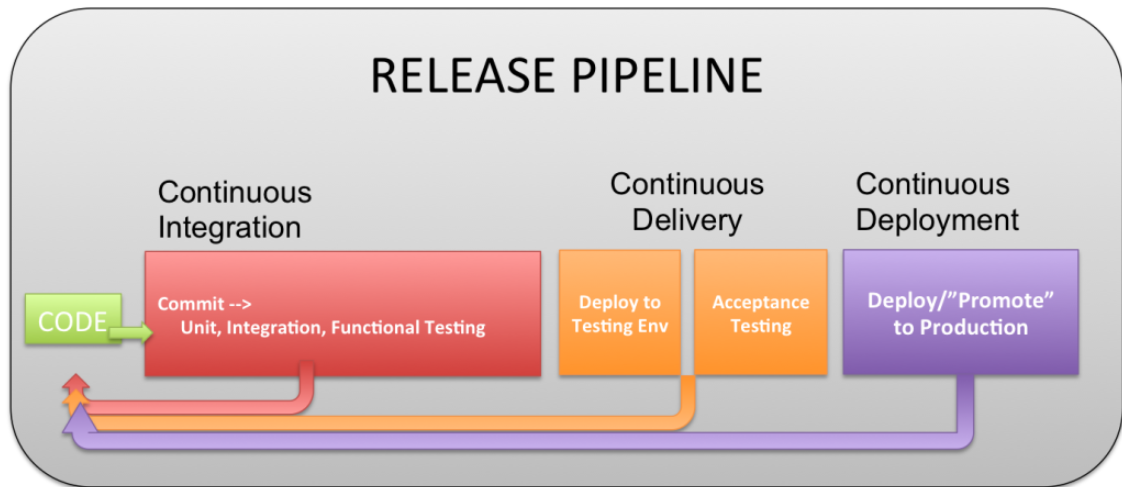 RELEASE PIPELINE
Continuous
Integration
Continuous
Delivery
Continuous
Deployment
CODE
Commit -->
Unit, Integration, Functional Testing
Deploy to
Testing Env
Acceptance
Testing
Deploy/”Promote”
to Production